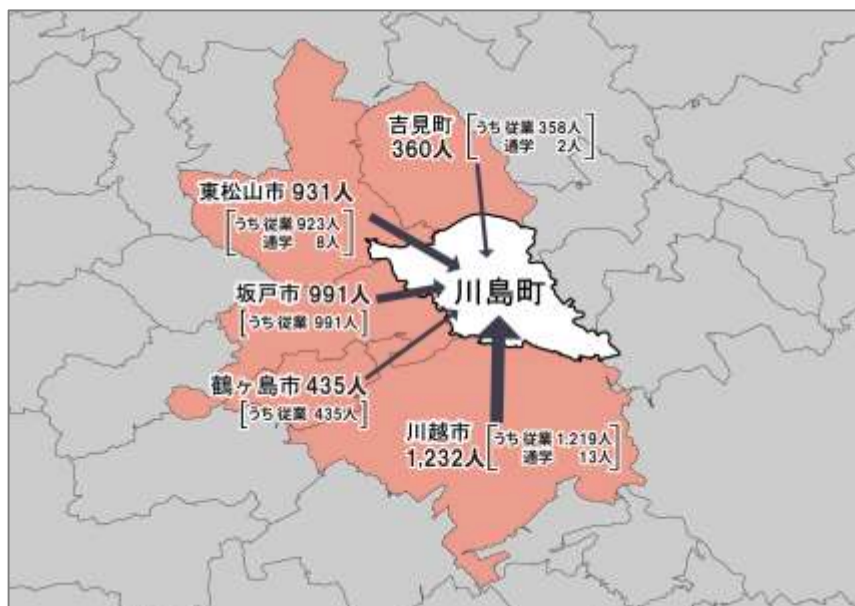 吉見町
360人
うち 従業 358人
通学 2人
東松山市 931人
うち 従業 923人
通学 8人
川島町
坂戸市 991人
うち 従業 991人
鶴ヶ島市 435人
うち 従業 435人
川越市
1,232人
うち 従業 1,219人
通学 13人